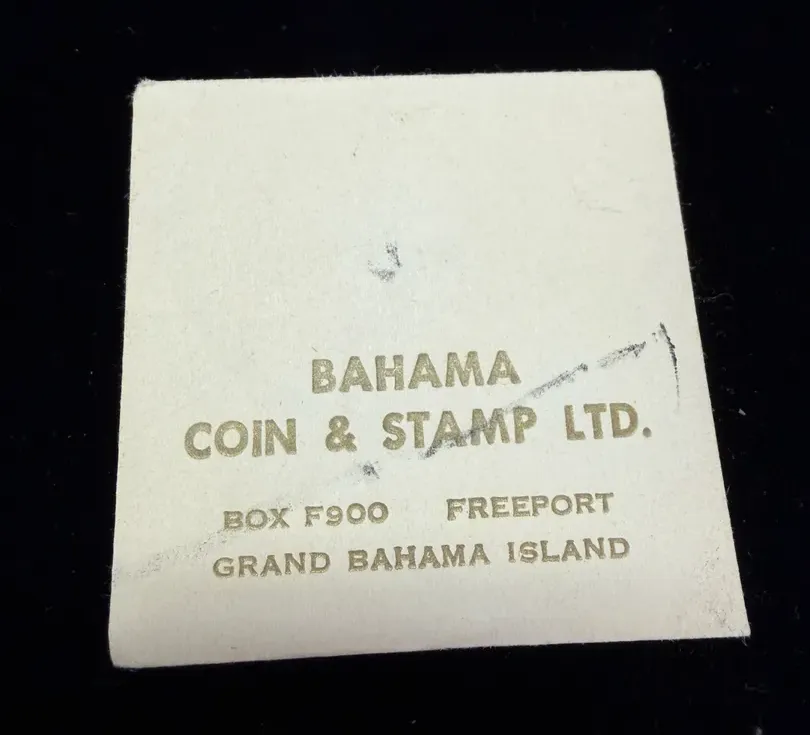 BAHAMA
COIN & STAMP LTD.
BOX F900 FREEPORT
GRAND BAHAMA ISLAND